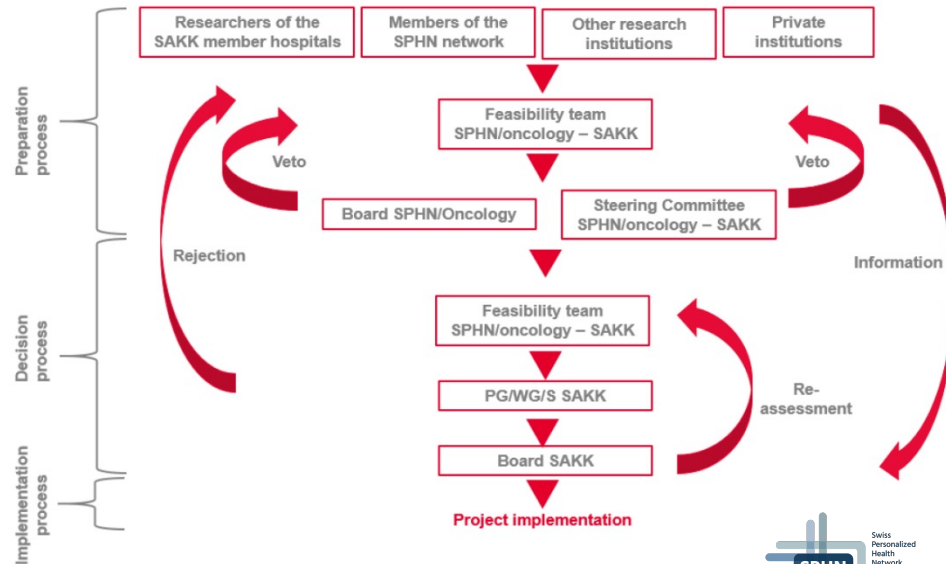 Researchers of the
SAKK member hospitals
Members of the
SPHN network
Other research
institutions
Private
institutions
Preparation
process
Feasibility team
SPHN/oncology – SAKK
Veto
Veto
Board SPHN/Oncology
Steering Committee
SPHN/oncology – SAKK
Rejection
Information
Decision
process
Feasibility team
SPHN/oncology – SAKK
PG/WG/S SAKK
Re-
assessment
Board SAKK
Implementation
process
Project implementation
Swiss
Personalized
Health
Network
SPHN